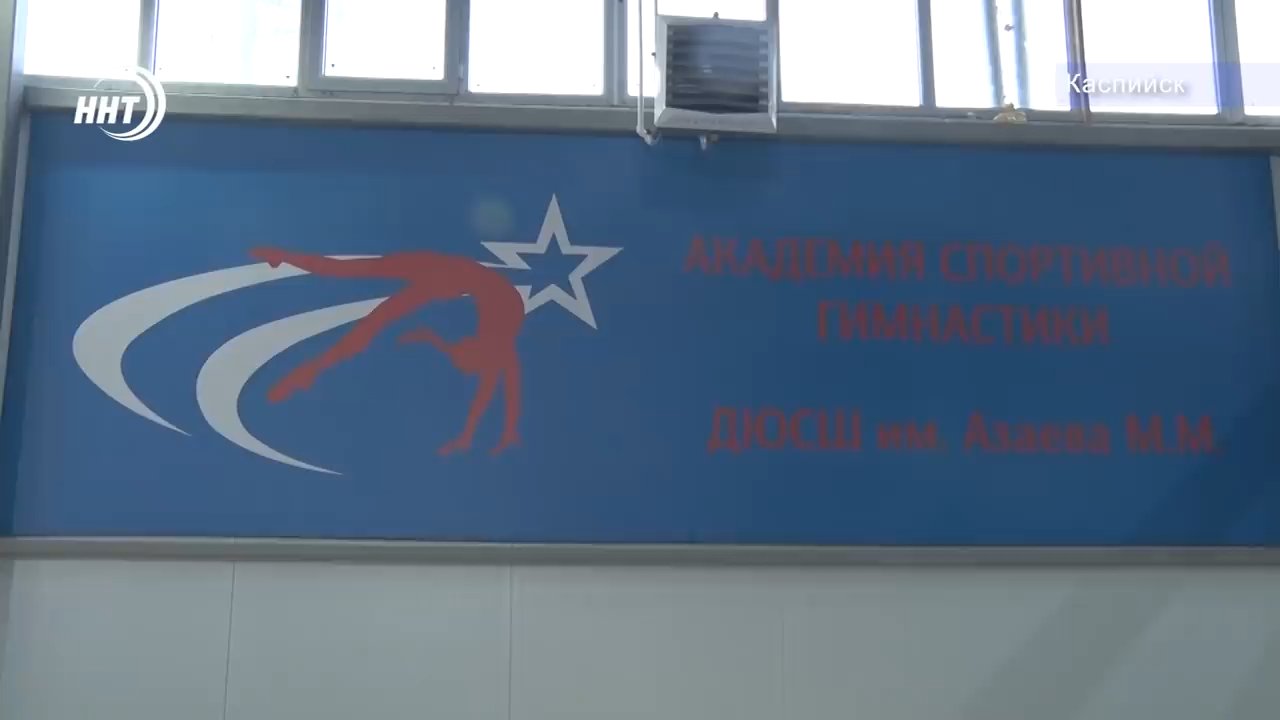 ННТ
Каспийск
АКАДЕМИЯ СПОРТИВНОЙ
ГИМНАСТИКИ
ДЮСШ им. Азаева М.М.